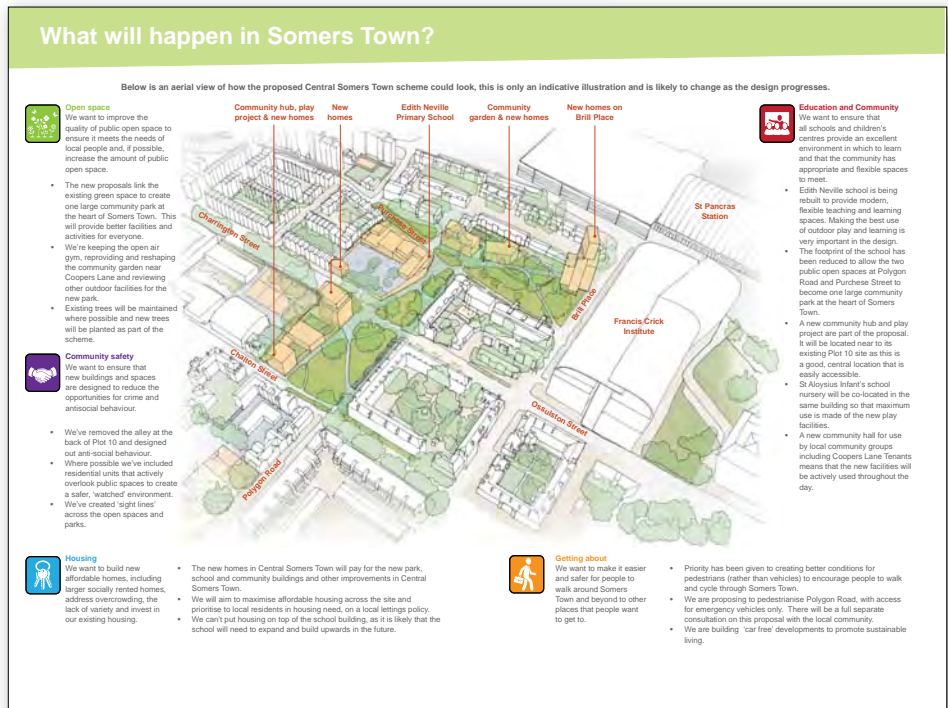 What will happen in Somers Town?
Below is an aerial view of how the proposed Central Somers Town scheme could look, this is only an indicative illustration and is likely to change as the design progresses.
Open space
We want to improve the
quality of public open space to
ensure it meets the needs of
local people and, if possible,
increase the amount of public
open space.
• The new proposals link the
existing green space to create
one large community park at
the heart of Somers Town. This
will provide better facilities and
activities for everyone.
• We're keeping the open air
gym, reproviding and reshaping
the community garden near
Coopers Lane and reviewing
other outdoor facilities for the
new park.
• Existing trees will be maintained
where possible and new trees
will be planted as part of the
scheme.
Community safety
We want to ensure that
new buildings and spaces
are designed to reduce the
opportunities for crime and
antisocial behaviour.
• We've removed the alley at the
back of Plot 10 and designed
out anti-social behaviour.
• Where possible we've included
residential units that actively
overlook public spaces to create
a safer, 'watched' environment.
• We've created 'sight lines'
across the open spaces and
parks.
Community hub, play
project & new homes
New
homes
Edith Neville
Primary School
Community
garden & new homes
New homes on
Brill Place
Charrington Street
Purchese Street
St Pancras
Station
Brill Place
Francis Crick
Institute
Chalton Street
Ossulston Street
Polygon Road
Education and Community
We want to ensure that
all schools and children's
centres provide an excellent
environment in which to learn
and that the community has
appropriate and flexible spaces
to meet.
• Edith Neville school is being
rebuilt to provide modern,
flexible teaching and learning
spaces. Making the best use
of outdoor play and learning is
very important in the design.
• The footprint of the school has
been reduced to allow the two
public open spaces at Polygon
Road and Purchese Street to
become one large community
park at the heart of Somers
Town.
• A new community hub and play
project are part of the proposal.
It will be located near to its
existing Plot 10 site as this is
a good, central location that is
easily accessible.
• St Aloysius Infant's school
nursery will be co-located in the
same building so that maximum
use is made of the new play
facilities.
• A new community hall for use
by local community groups
including Coopers Lane Tenants
means that the new facilities will
be actively used throughout the
day.
Housing
We want to build new
affordable homes, including
larger socially rented homes,
address overcrowding, the
lack of variety and invest in
our existing housing.
• The new homes in Central Somers Town will pay for the new park,
school and community buildings and other improvements in Central
Somers Town.
• We will aim to maximise affordable housing across the site and
prioritise to local residents in housing need, on a local lettings policy.
• We can't put housing on top of the school building, as it is likely that the
school will need to expand and build upwards in the future.
Getting about
We want to make it easier
and safer for people to
walk around Somers
Town and beyond to other
places that people want
to get to.
• Priority has been given to creating better conditions for
pedestrians (rather than vehicles) to encourage people to walk
and cycle through Somers Town.
• We are proposing to pedestrianise Polygon Road, with access
for emergency vehicles only. There will be a full separate
consultation on this proposal with the local community.
• We are building 'car free' developments to promote sustainable
living.